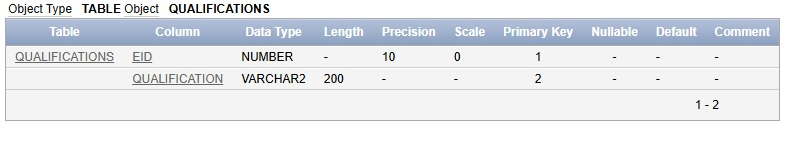 Object Type TABLE Object QUALIFICATIONS
Table Column Data Type Length Precision Scale Primary Key Nullable Default Comment
QUALIFICATIONS EID NUMBER - 10 0 1 - - -
QUALIFICATION VARCHAR2 200 - - 2 - - -
1 - 2